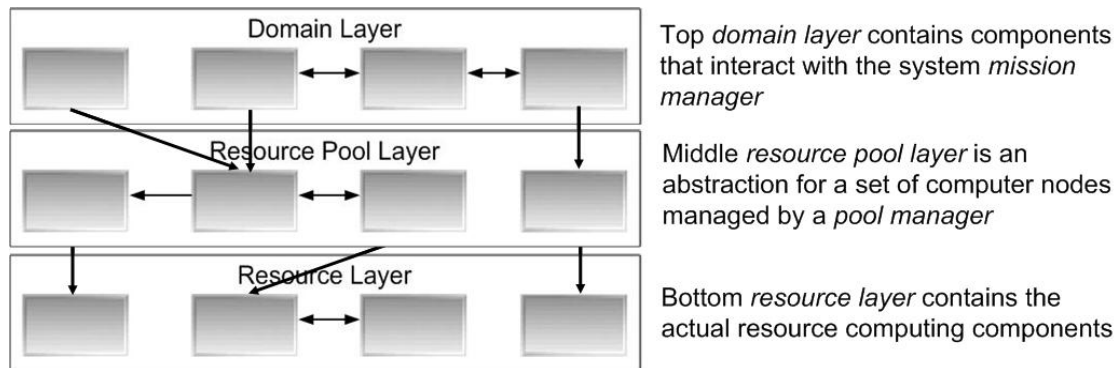 Domain Layer
Top domain layer contains components
that interact with the system mission
manager
Resource Pool Layer
Middle resource pool layer is an
abstraction for a set of computer nodes
managed by a pool manager
Resource Layer
Bottom resource layer contains the
actual resource computing components